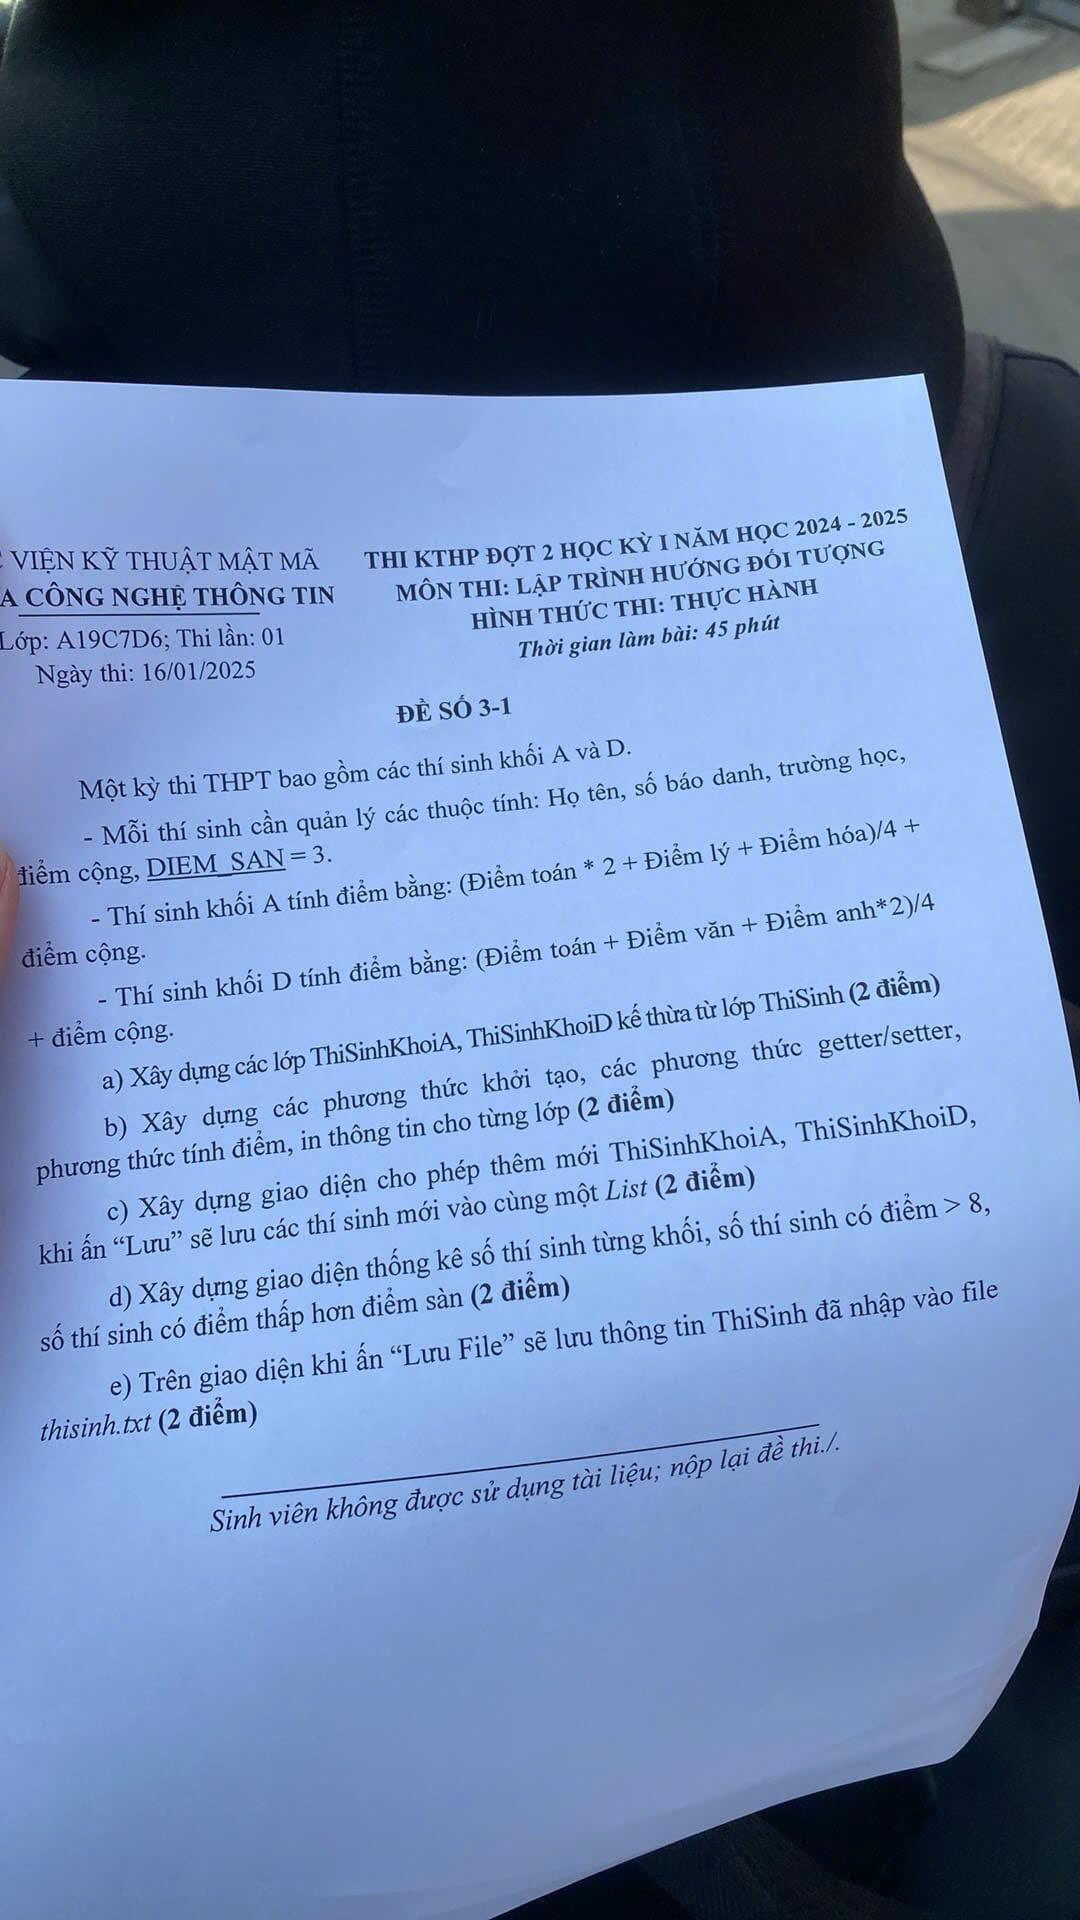 VIỆN KỸ THUẬT MẬT MÃ
A CÔNG NGHỆ THÔNG TIN
Lớp: A19C7D6; Thi lần: 01
Ngày thi: 16/01/2025
THI KTHP ĐỢT 2 HỌC KỲ I NĂM HỌC 2024 - 2025
MÔN THI: LẬP TRÌNH HƯỚNG ĐỐI TƯỢNG
HÌNH THỨC THI: THỰC HÀNH
Thời gian làm bài: 45 phút
ĐỀ SỐ 3-1
Một kỳ thi THPT bao gồm các thí sinh khối A và D.
- Mỗi thí sinh cần quản lý các thuộc tính: Họ tên, số báo danh, trường học,
điểm cộng, DIEM_SAN = 3.
- Thí sinh khối A tính điểm bằng: (Điểm toán * 2 + Điểm lý + Điểm hóa)/4 +
điểm cộng.
- Thí sinh khối D tính điểm bằng: (Điểm toán + Điểm văn + Điểm anh*2)/4
+ điểm cộng.
a) Xây dựng các lớp ThiSinhKhoiA, ThiSinhKhoiD kế thừa từ lớp ThiSinh (2 điểm)
b) Xây dựng các phương thức khởi tạo, các phương thức getter/setter,
phương thức tính điểm, in thông tin cho từng lớp (2 điểm)
c) Xây dựng giao diện cho phép thêm mới ThiSinhKhoiA, ThiSinhKhoiD,
khi ấn “Lưu” sẽ lưu các thí sinh mới vào cùng một List (2 điểm)
d) Xây dựng giao diện thống kê số thí sinh từng khối, số thí sinh có điểm > 8,
số thí sinh có điểm thấp hơn điểm sàn (2 điểm)
e) Trên giao diện khi ấn “Lưu File” sẽ lưu thông tin ThiSinh đã nhập vào file
thisinh.txt (2 điểm)
Sinh viên không được sử dụng tài liệu; nộp lại đề thi./.